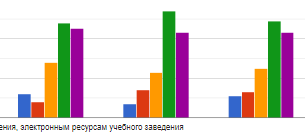 ения, электронным ресурсам учебного заведения